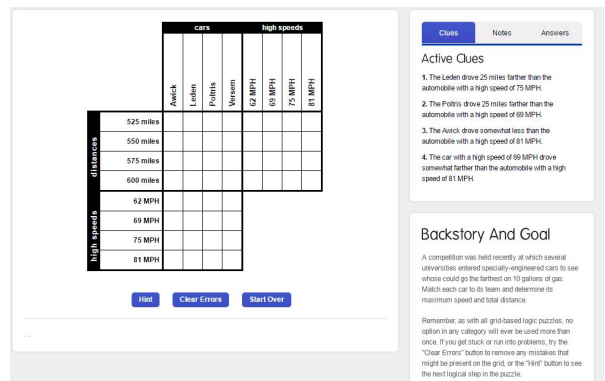 cars
high speeds
Awick
Leden
Poltris
Versem
62 MPH
69 MPH
75 MPH
81 MPH
distances
525 miles
550 miles
575 miles
600 miles
high speeds
62 MPH
69 MPH
75 MPH
81 MPH
Hint
Clear Errors
Start Over
Clues
Notes
Answers
Active Clues
1. The Leden drove 25 miles farther than the
automobile with a high speed of 75 MPH.
2. The Poltris drove 25 miles farther than the
automobile with a high speed of 69 MPH.
3. The Awick drove somewhat less than the
automobile with a high speed of 81 MPH.
4. The car with a high speed of 69 MPH drove
somewhat farther than the automobile with a high
speed of 81 MPH.
Backstory And Goal
A competition was held recently at which several
universities entered specially-engineered cars to see
whose could go the farthest on 10 gallons of gas.
Match each car to its team and determine its
maximum speed and total distance.
Remember, as with all grid-based logic puzzles, no
option in any category will ever be used more than
once. If you get stuck or run into problems, try the
"Clear Errors" button to remove any mistakes that
might be present on the grid, or the "Hint" button to see
the next logical step in the puzzle.